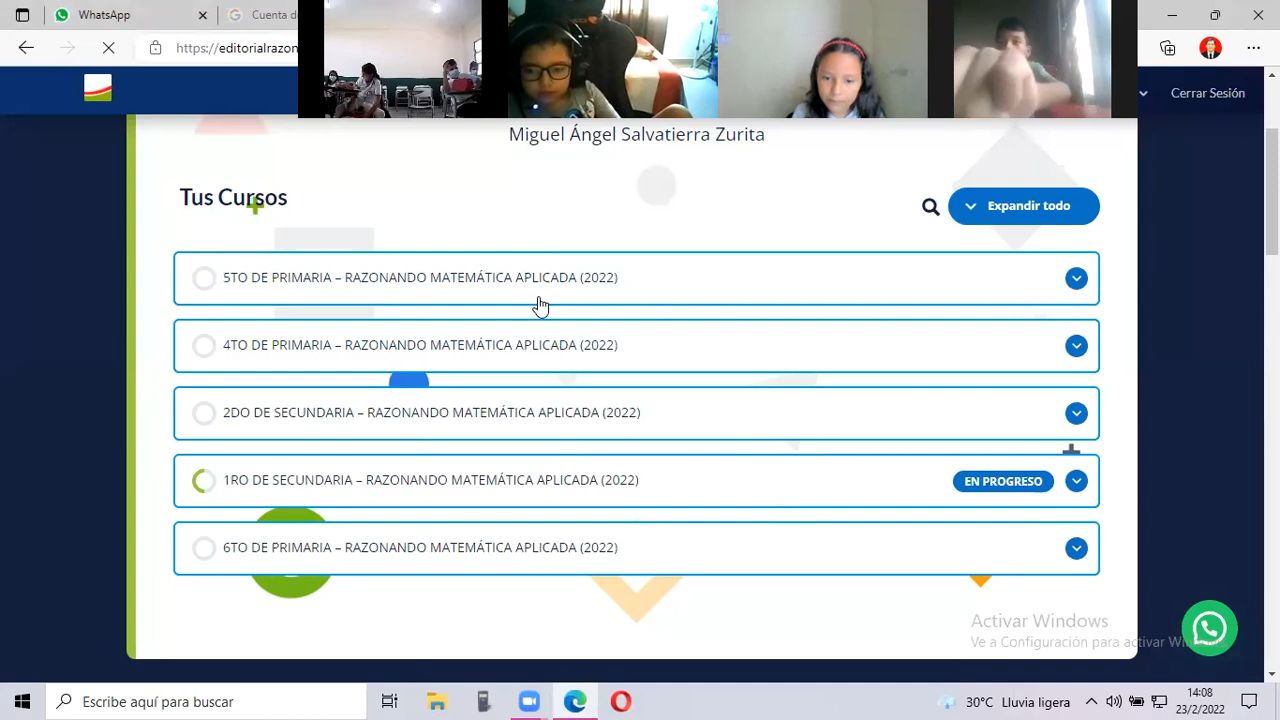 WhatsApp
Cuenta d
https://editorialrazon
Cerrar Sesión
Miguel Ángel Salvatierra Zurita
Tus Cursos
Expandir todo
5TO DE PRIMARIA – RAZONANDO MATEMÁTICA APLICADA (2022)
4TO DE PRIMARIA – RAZONANDO MATEMÁTICA APLICADA (2022)
2DO DE SECUNDARIA – RAZONANDO MATEMÁTICA APLICADA (2022)
1RO DE SECUNDARIA – RAZONANDO MATEMÁTICA APLICADA (2022)
EN PROGRESO
6TO DE PRIMARIA – RAZONANDO MATEMÁTICA APLICADA (2022)
Activar Windows
Ve a Configuración para activar Win
Escribe aquí para buscar
30°C Lluvia ligera
14:08
23/2/2022